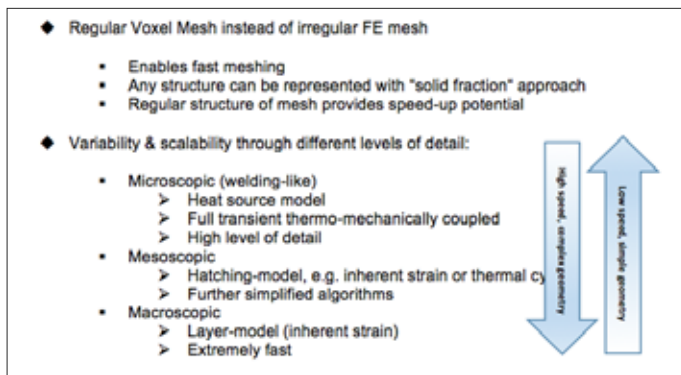 ◆ Regular Voxel Mesh instead of irregular FE mesh
▪ Enables fast meshing
▪ Any structure can be represented with "solid fraction" approach
▪ Regular structure of mesh provides speed-up potential
◆ Variability & scalability through different levels of detail:
▪ Microscopic (welding-like)
➢ Heat source model
➢ Full transient thermo-mechanically coupled
➢ High level of detail
▪ Mesoscopic
➢ Hatching-model, e.g. inherent strain or thermal cy
➢ Further simplified algorithms
▪ Macroscopic
➢ Layer-model (inherent strain)
➢ Extremely fast
High speed, complex geometry
Low speed, simple geometry